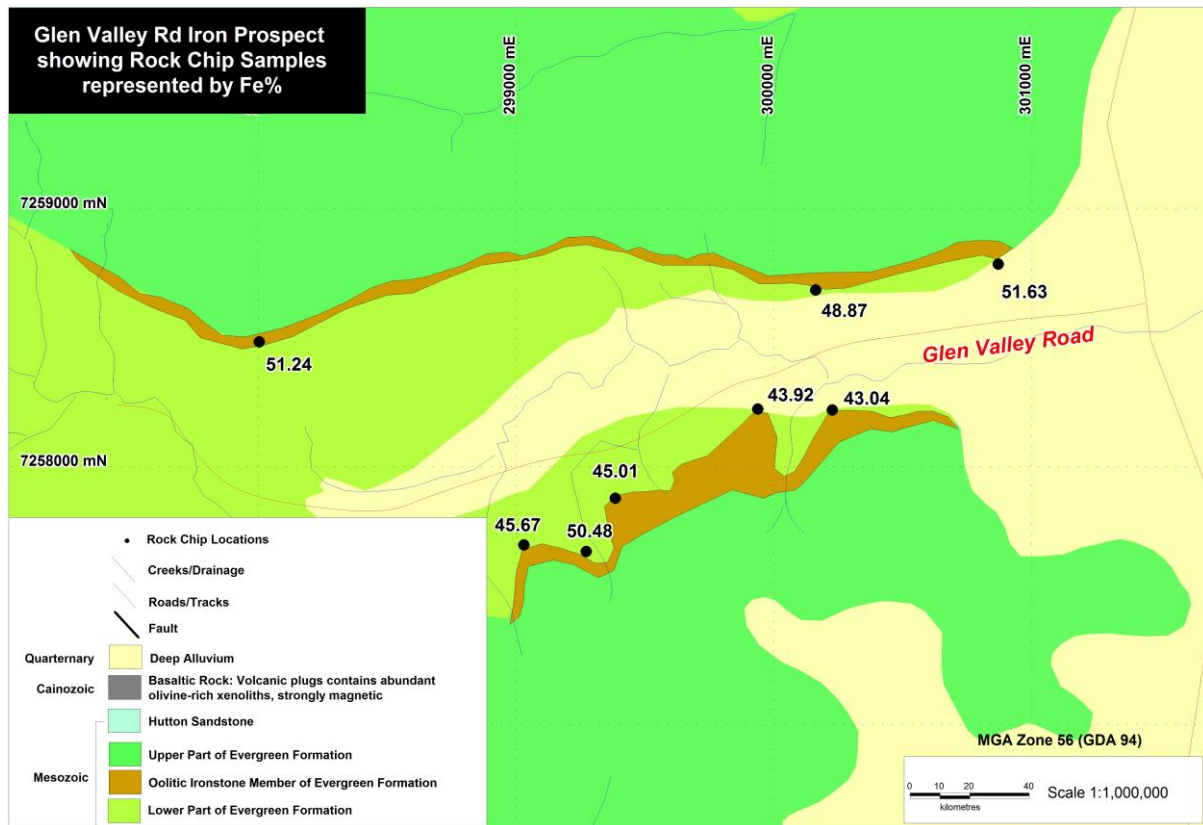 Glen Valley Rd Iron Prospect
showing Rock Chip Samples
represented by Fe%
299000 mE
300000 mE
301000 mE
7259000 mN
51.63
48.87
51.24
Glen Valley Road
43.92
43.04
7258000 mN
45.01
45.67
50.48
Rock Chip Locations
Creeks/Drainage
Roads/Tracks
Fault
Quarternary
Deep Alluvium
Cainozoic
Basaltic Rock: Volcanic plugs contains abundant
olivine-rich xenoliths, strongly magnetic
Hutton Sandstone
Upper Part of Evergreen Formation
Mesozoic
Oolitic Ironstone Member of Evergreen Formation
Lower Part of Evergreen Formation
MGA Zone 56 (GDA 94)
0 10 20 40
kilometres
Scale 1:1,000,000